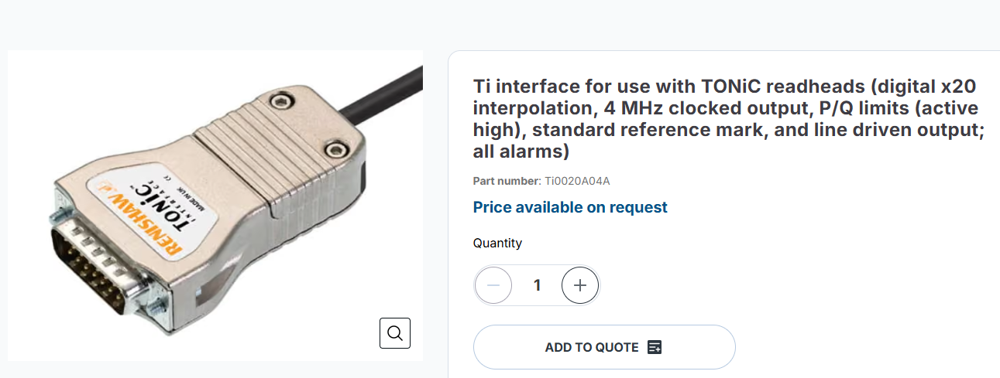 RENISHAW
TONiC™
INTERFACE
MADE IN UK
CE
Ti interface for use with TONiC readheads (digital x20
interpolation, 4 MHz clocked output, P/Q limits (active
high), standard reference mark, and line driven output;
all alarms)
Part number: Ti0020A04A
Price available on request
Quantity
1
ADD TO QUOTE